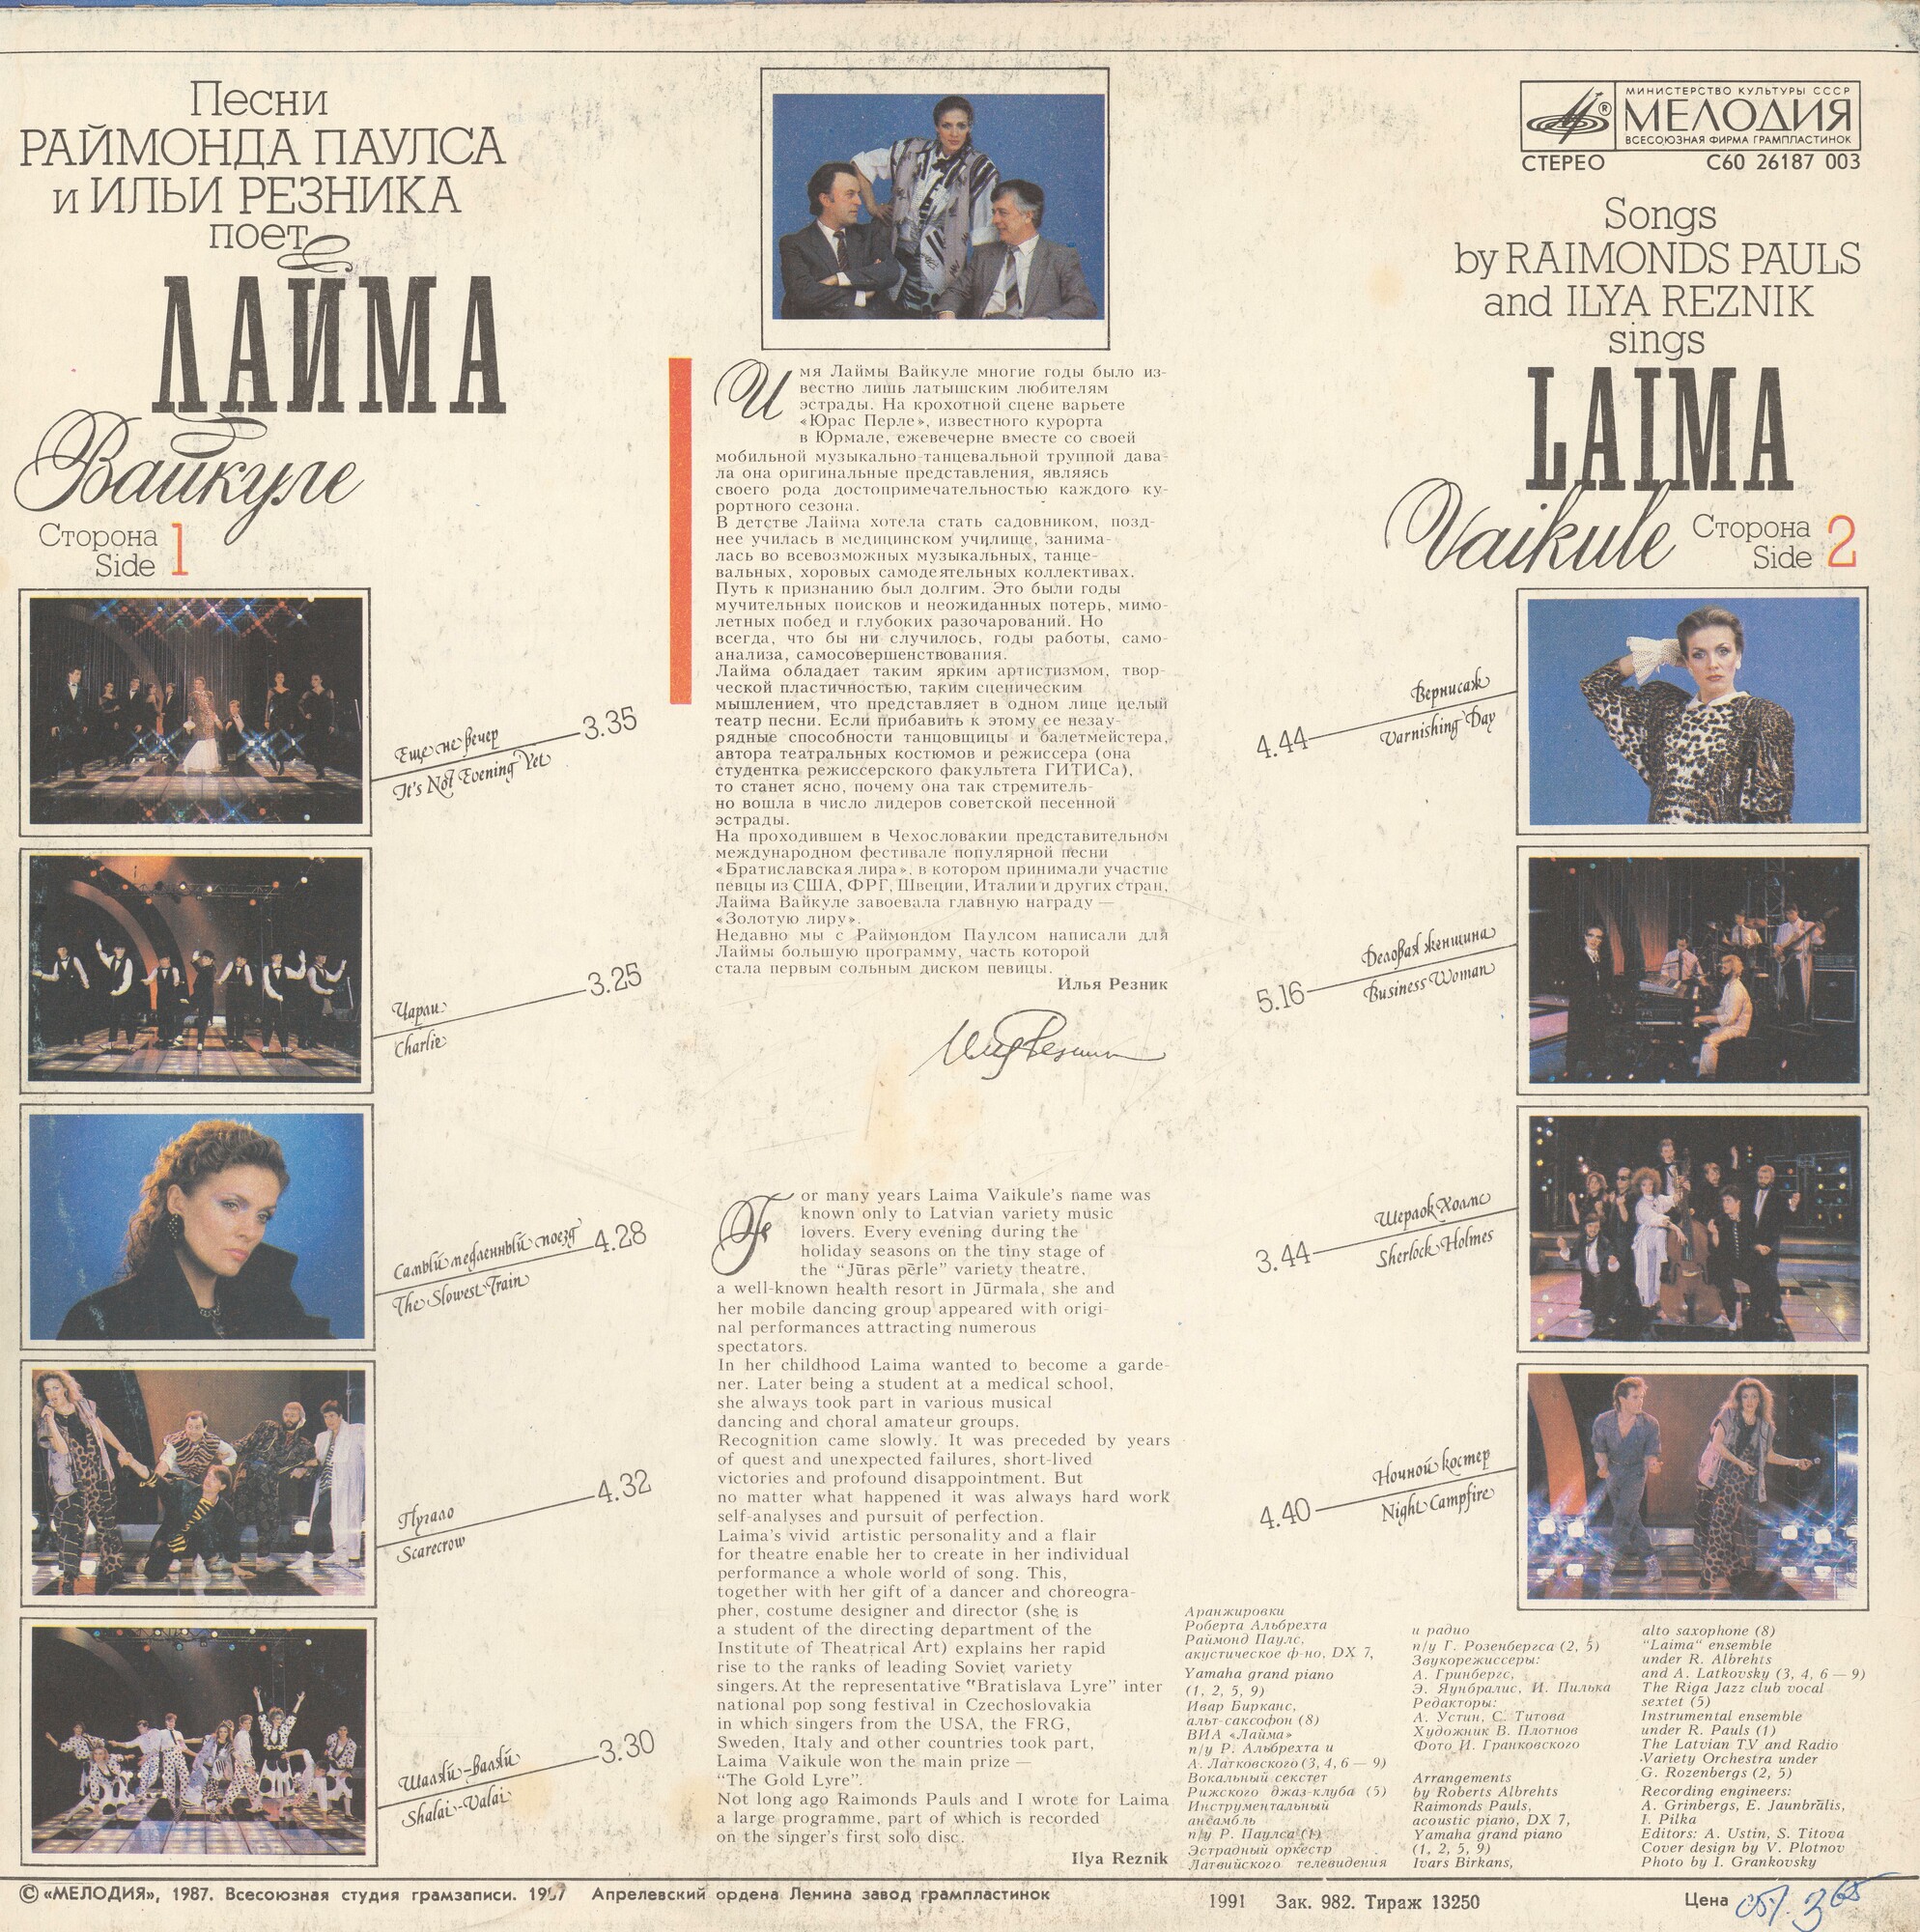 Песни
РАЙМОНДА ПАУЛСА
и ИЛЬИ РЕЗНИКА
поет
ЛАЙМА
Вайкуле
Сторона
Side 1
Еще не вечер
It's Not Evening Yet
3.35
Чарли
Charlie
3.25
Самый медленный поезд
The Slowest Train
4.28
Пугало
Scarecrow
4.32
Шаляй-валяй
Shalai-Valai
3.30
Имя Лаймы Вайкуле многие годы было из-
вестно лишь латышским любителям
эстрады. На крохотной сцене варьете
«Юрас Перле», известного курорта
в Юрмале, ежевечерне вместе со своей
мобильной музыкально-танцевальной труппой дава-
ла она оригинальные представления, являясь
своего рода достопримечательностью каждого ку-
рортного сезона.
В детстве Лайма хотела стать садовником, позд-
нее училась в медицинском училище, занима-
лась во всевозможных музыкальных, танце-
вальных, хоровых самодеятельных коллективах.
Путь к признанию был долгим. Это были годы
мучительных поисков и неожиданных потерь, мимо-
летных побед и глубоких разочарований. Но
всегда, что бы ни случилось, годы работы, само-
анализа, самосовершенствования.
Лайма обладает таким ярким артистизмом, твор-
ческой пластичностью, таким сценическим
мышлением, что представляет в одном лице целый
театр песни. Если прибавить к этому ее незау-
рядные способности танцовщицы и балетмейстера,
автора театральных костюмов и режиссера (она
студентка режиссерского факультета ГИТИСа),
то станет ясно, почему она так стремитель-
но вошла в число лидеров советской песенной
эстрады.
На проходившем в Чехословакии представительном
международном фестивале популярной песни
«Братиславская лира», в котором принимали участие
певцы из США, ФРГ, Швеции, Италии и других стран,
Лайма Вайкуле завоевала главную награду —
«Золотую лиру».
Недавно мы с Раймондом Паулсом написали для
Лаймы большую программу, часть которой
стала первым сольным диском певицы.
Илья Резник
For many years Laima Vaikule's name was
known only to Latvian variety music
lovers. Every evening during the
holiday seasons on the tiny stage of
the "Jūras pērle" variety theatre,
a well-known health resort in Jūrmala, she and
her mobile dancing group appeared with origi-
nal performances attracting numerous
spectators.
In her childhood Laima wanted to become a garde-
ner. Later being a student at a medical school,
she always took part in various musical
dancing and choral amateur groups,
Recognition came slowly. It was preceded by years
of quest and unexpected failures, short-lived
victories and profound disappointment. But
no matter what happened it was always hard work
self-analyses and pursuit of perfection.
Laima's vivid artistic personality and a flair
for theatre enable her to create in her individual
performance a whole world of song. This,
together with her gift of a dancer and choreogra-
pher, costume designer and director (she is
a student of the directing department of the
Institute of Theatrical Art) explains her rapid
rise to the ranks of leading Soviet variety
singers. At the representative "Bratislava Lyre" inter
national pop song festival in Czechoslovakia
in which singers from the USA, the FRG,
Sweden, Italy and other countries took part,
Laima Vaikule won the main prize —
"The Gold Lyre".
Not long ago Raimonds Pauls and I wrote for Laima
a large programme, part of which is recorded
on the singer's first solo disc.
Ilya Reznik
МИНИСТЕРСТВО КУЛЬТУРЫ СССР
МЕЛОДИЯ
ВСЕСОЮЗНАЯ ФИРМА ГРАМПЛАСТИНОК
СТЕРЕО C60 26187 003
Songs
by RAIMONDS PAULS
and ILYA REZNIK
sings
LAIMA
Vaikule
Сторона
Side 2
Вернисаж
Varnishing Day
4.44
Деловая женщина
Business Woman
5.16
Шерлок Холмс
Sherlock Holmes
3.44
Ночной костер
Night Campfire
4.40
Аранжировки
Роберта Альбрехта
Раймонд Паулс,
акустическое ф-но, DX 7,
Yamaha grand piano
(1, 2, 5, 9)
Ивар Бирканс,
альт-саксофон (8)
ВИА «Лайма»
п/у Р. Альбрехта и
А. Латковского (3, 4, 6 — 9)
Вокальный секстет
Рижского джаз-клуба (5)
Инструментальный
ансамбль
п/у Р. Паулса (1)
Эстрадный оркестр
Латвийского телевидения
и радио
п/у Г. Розенбергса (2, 5)
Звукорежиссеры:
А. Гринбергс,
Э. Яунбралис, И. Пилька
Редакторы:
А. Устин, С. Титова
Художник В. Плотнов
Фото И. Гранковского
Arrangements
by Roberts Albrehts
Raimonds Pauls,
acoustic piano, DX 7,
Yamaha grand piano
(1, 2, 5, 9)
Ivars Birkans,
alto saxophone (8)
"Laima" ensemble
under R. Albrehts
and A. Latkovsky (3, 4, 6 — 9)
The Riga Jazz club vocal
sextet (5)
Instrumental ensemble
under R. Pauls (1)
The Latvian TV and Radio
Variety Orchestra under
G. Rozenbergs (2, 5)
Recording engineers:
A. Grinbergs, E. Jaunbrālis,
I. Pilka
Editors: A. Ustin, S. Titova
Cover design by V. Plotnov
Photo by I. Grankovsky
© «МЕЛОДИЯ», 1987. Всесоюзная студия грамзаписи. 1987 Апрелевский ордена Ленина завод грампластинок
1991 Зак. 982. Тираж 13250
Цена